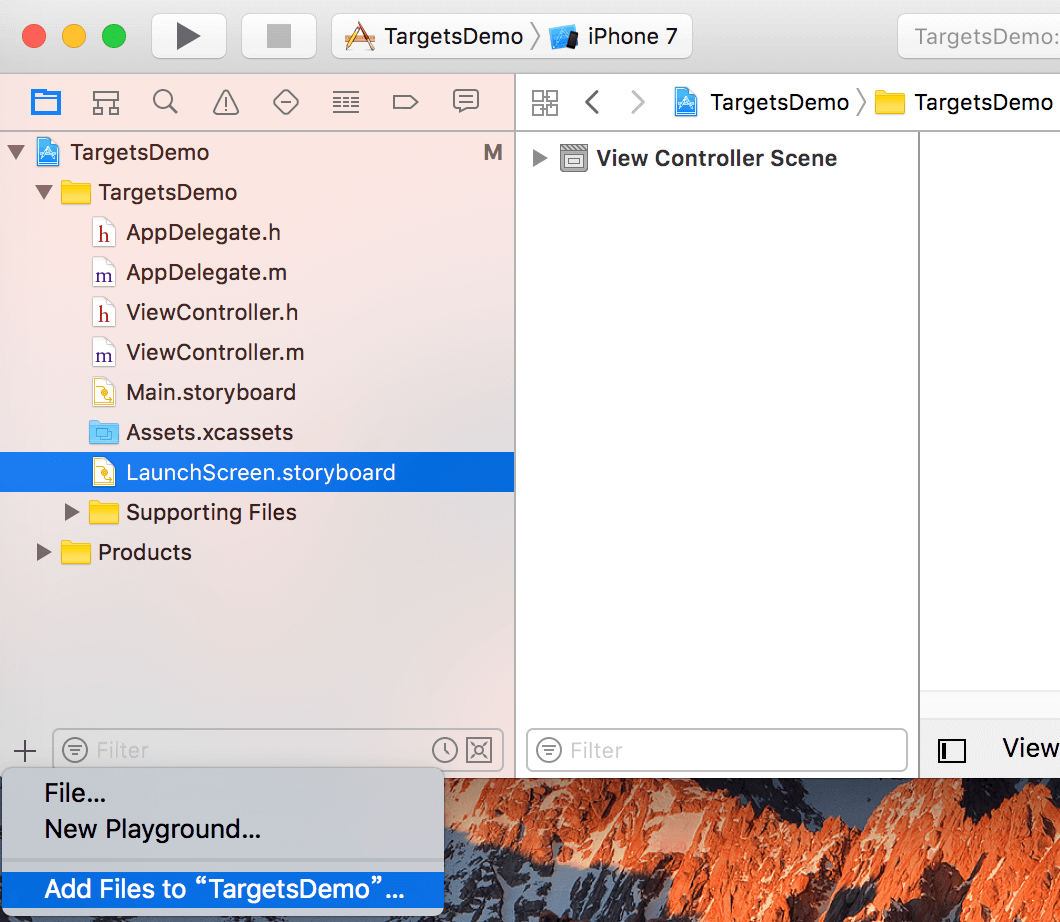 TargetsDemo iPhone 7 TargetsDemo:
TargetsDemo TargetsDemo
TargetsDemo M
View Controller Scene
TargetsDemo
h AppDelegate.h
m AppDelegate.m
h ViewController.h
m ViewController.m
Main.storyboard
Assets.xcassets
LaunchScreen.storyboard
Supporting Files
Products
Filter
Filter
View
File...
New Playground...
Add Files to “TargetsDemo”...